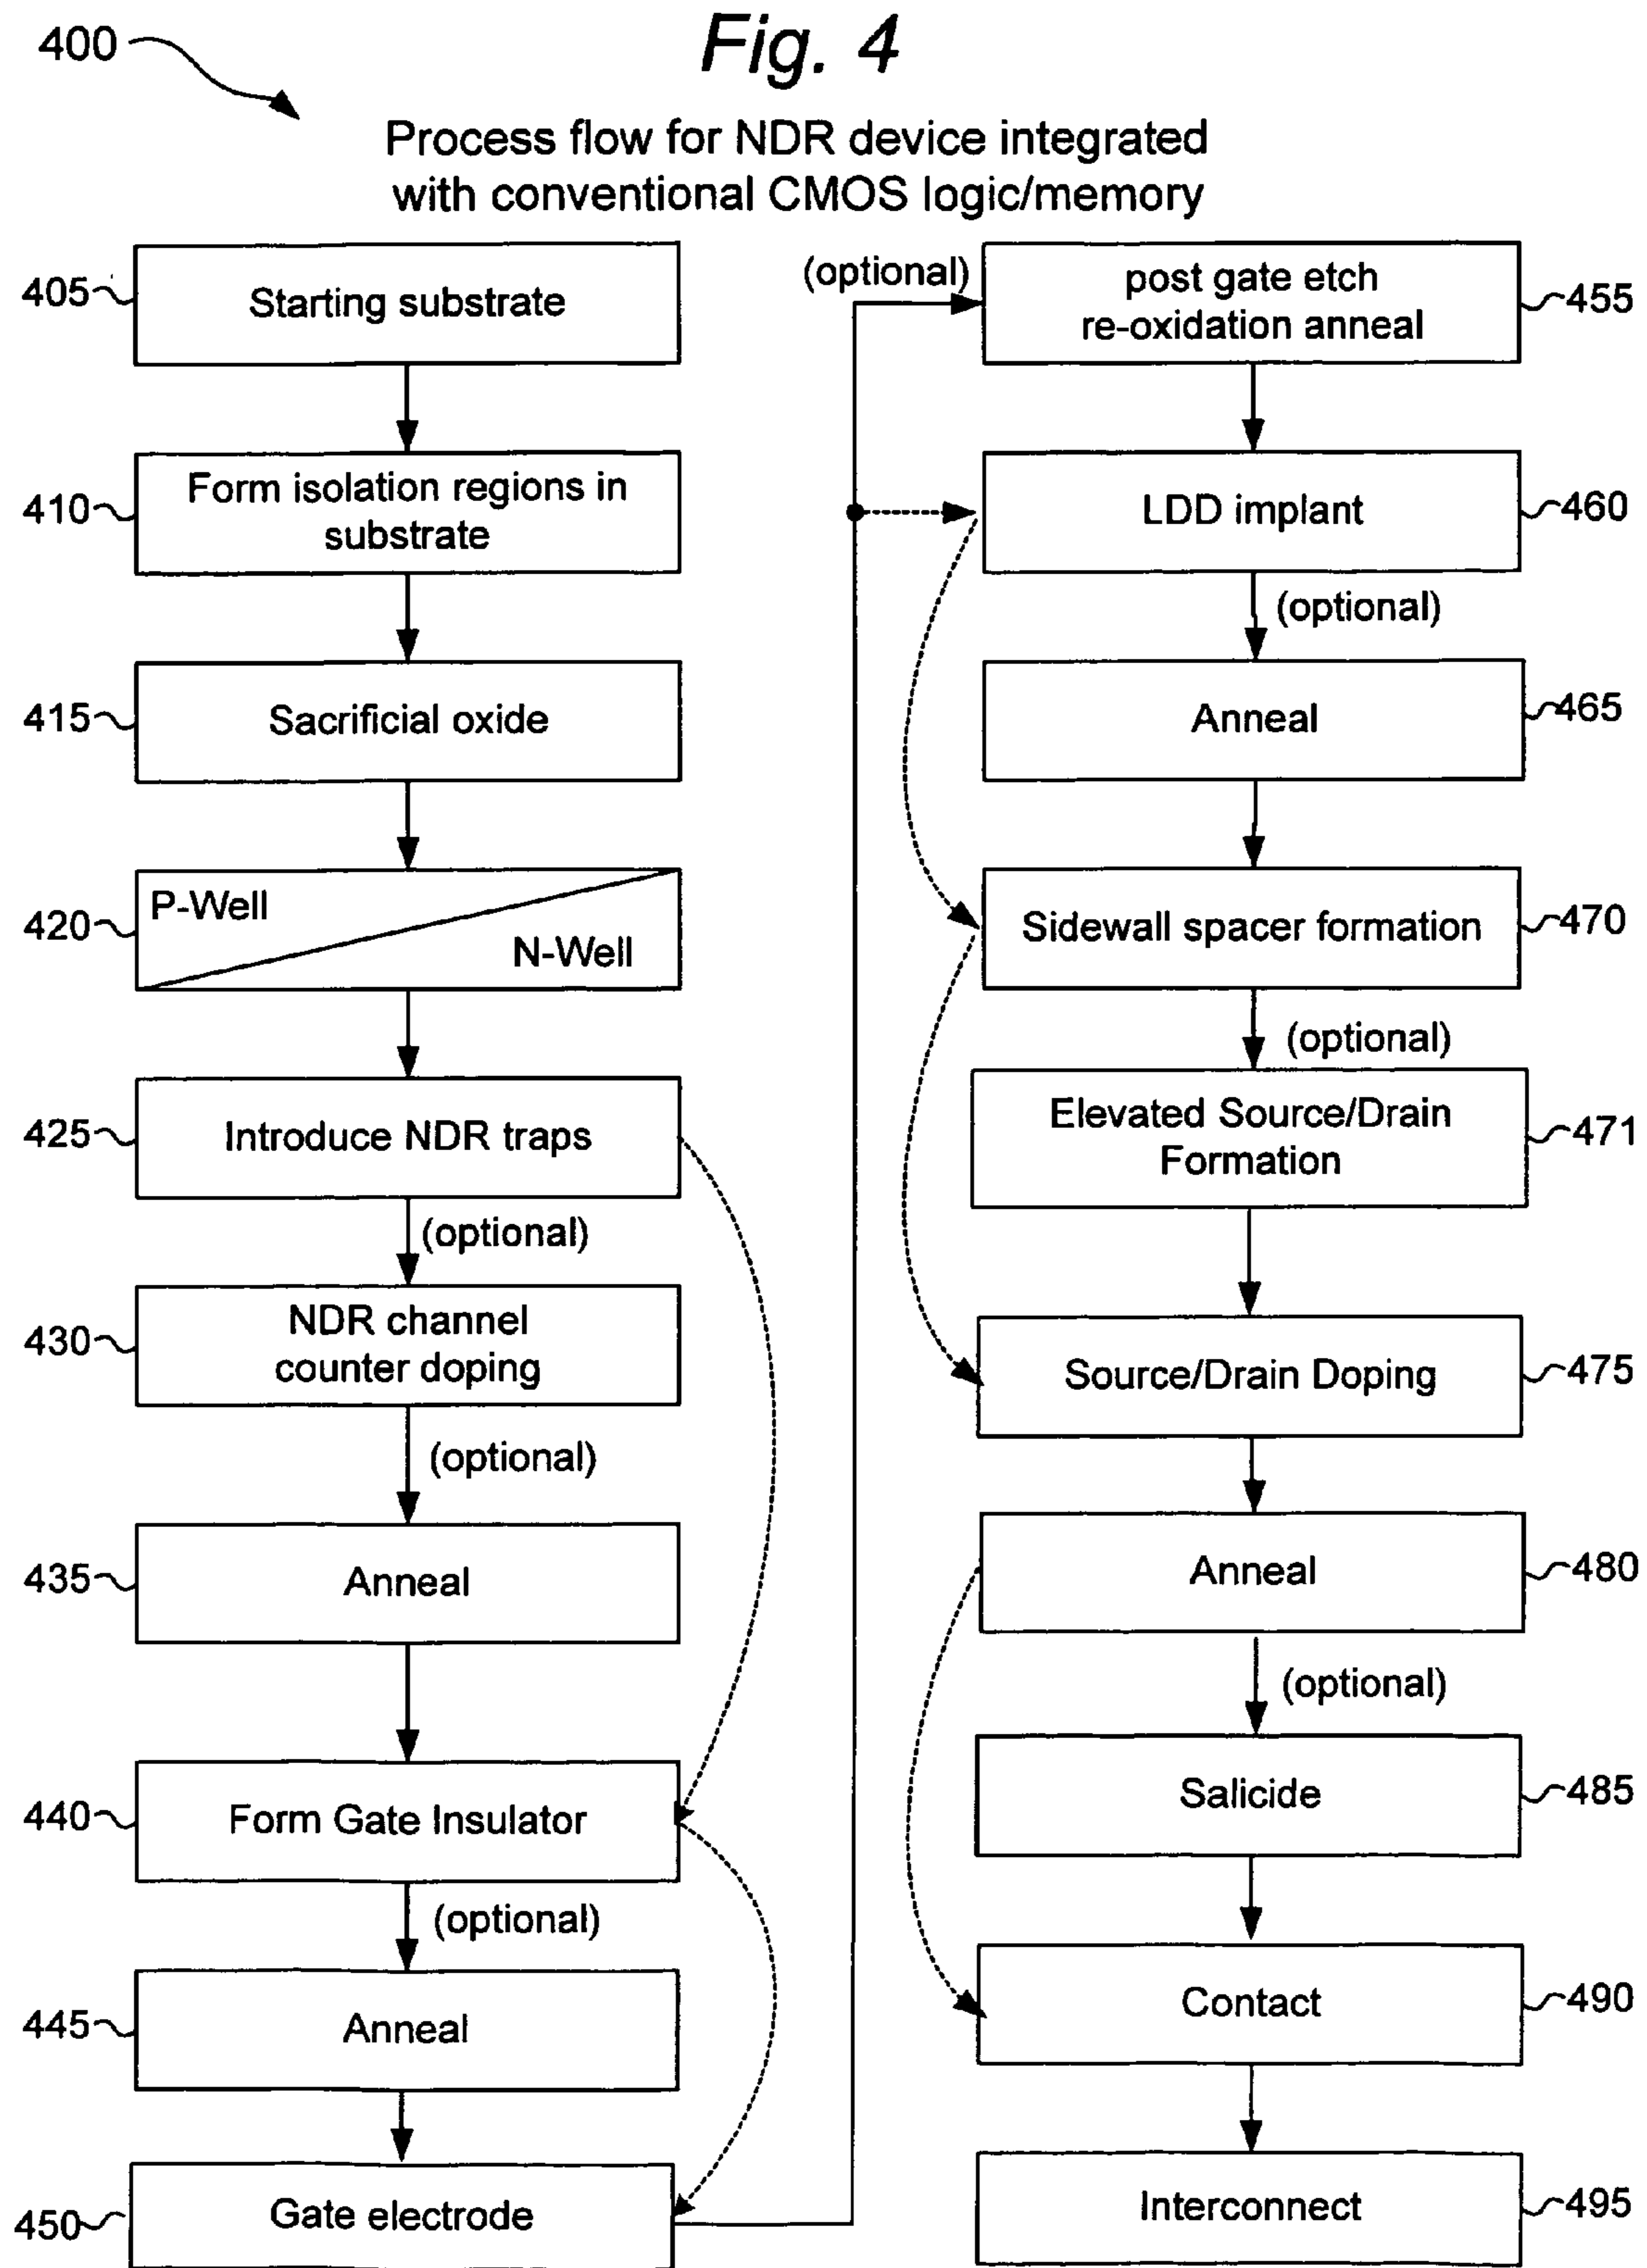 400
Fig. 4
Process flow for NDR device integrated
with conventional CMOS logic/memory
405
Starting substrate
410
Form isolation regions in
substrate
415
Sacrificial oxide
420
P-Well
N-Well
425
Introduce NDR traps
(optional)
430
NDR channel
counter doping
(optional)
435
Anneal
440
Form Gate Insulator
(optional)
445
Anneal
450
Gate electrode
(optional)
post gate etch
re-oxidation anneal
455
LDD implant
460
(optional)
Anneal
465
Sidewall spacer formation
470
(optional)
Elevated Source/Drain
Formation
471
Source/Drain Doping
475
Anneal
480
(optional)
Salicide
485
Contact
490
Interconnect
495